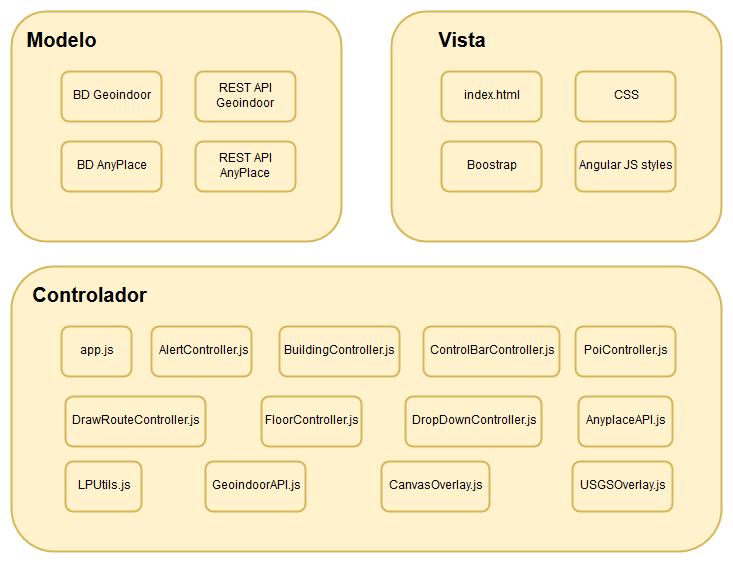 Modelo
BD Geoindoor
REST API
Geoindoor
BD AnyPlace
REST API
AnyPlace
Vista
index.html
CSS
Boostrap
Angular JS styles
Controlador
app.js
AlertController.js
BuildingController.js
ControlBarController.js
PoiController.js
DrawRouteController.js
FloorController.js
DropDownController.js
AnyplaceAPI.js
LPUtils.js
GeoindoorAPI.js
CanvasOverlay.js
USGSOverlay.js